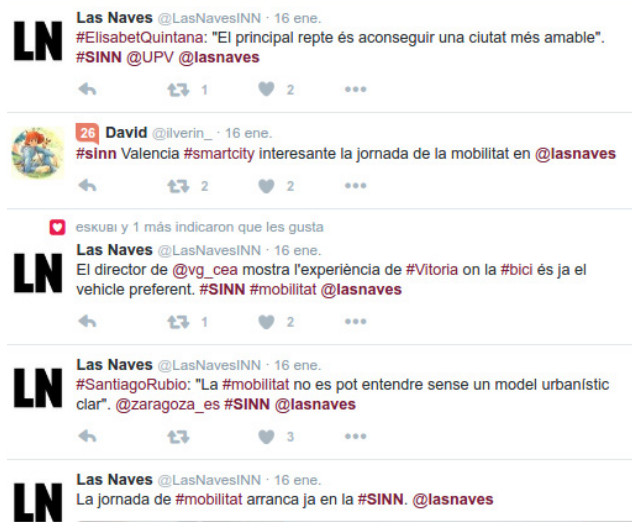 LN
Las Naves @LasNavesINN · 16 ene.
#ElisabetQuintana: "El principal repte és aconseguir una ciutat més amable".
#SINN @UPV @lasnaves
1 2
26 David @ilverin_ · 16 ene.
#sinn Valencia #smartcity interesante la jornada de la mobilitat en @lasnaves
2 2
esкuвı y 1 más indicaron que les gusta
LN
Las Naves @LasNavesINN · 16 ene.
El director de @vg_cea mostra l'experiència de #Vitoria on la #bici és ja el
vehicle preferent. #SINN #mobilitat @lasnaves
1 2
LN
Las Naves @LasNavesINN · 16 ene.
#SantiagoRubio: "La #mobilitat no es pot entendre sense un model urbanístic
clar". @zaragoza_es #SINN @lasnaves
3
LN
Las Naves @LasNavesINN · 16 ene.
La jornada de #mobilitat arranca ja en la #SINN. @lasnaves